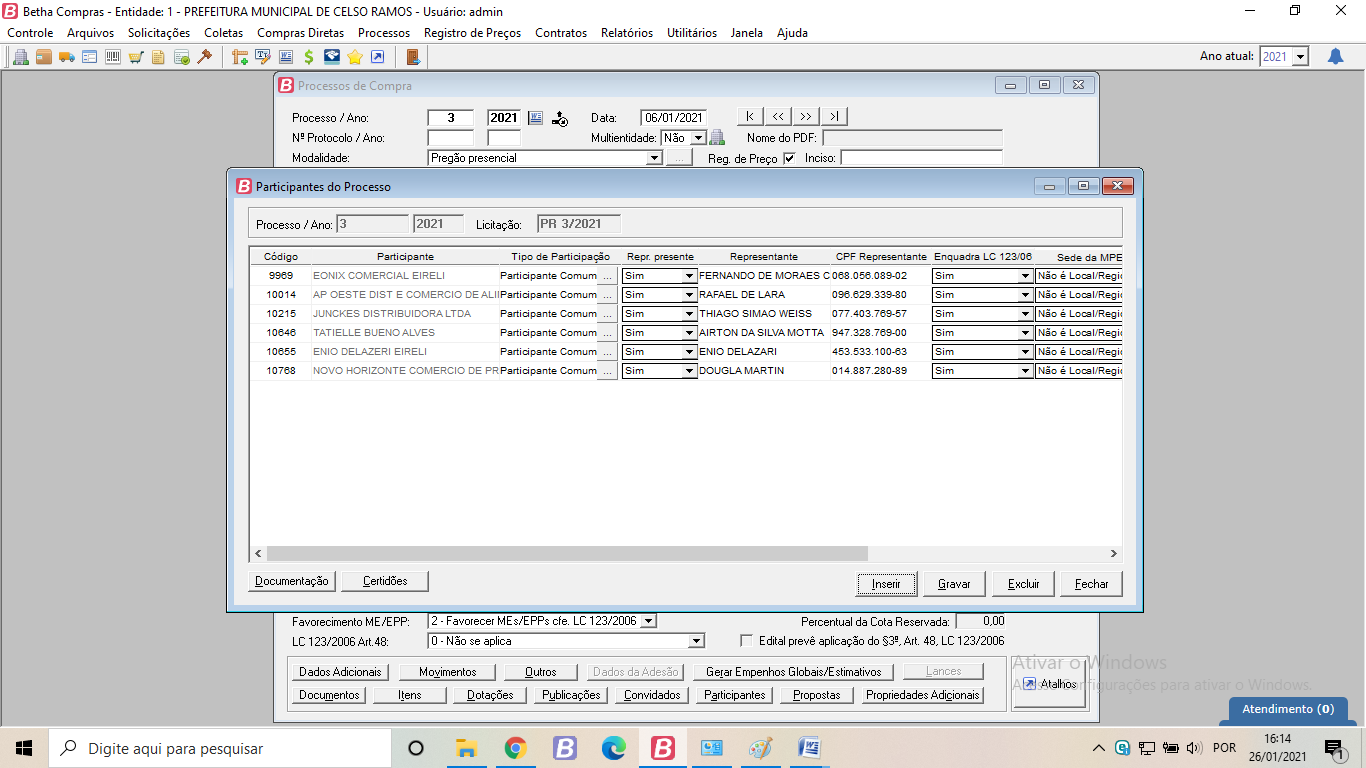 Betha Compras - Entidade: 1 - PREFEITURA MUNICIPAL DE CELSO RAMOS - Usuário: admin
Controle Arquivos Solicitações Coletas Compras Diretas Processos Registro de Preços Contratos Relatórios Utilitários Janela Ajuda
Ano atual: 2021
Processos de Compra
Processo / Ano: 3 2021 Data: 06/01/2021 |< << >> >|
Nº Protocolo / Ano: Multientidade: Não Nome do PDF:
Modalidade: Pregão presencial ... Reg. de Preço Inciso:
Participantes do Processo
Processo / Ano: 3 2021 Licitação: PR 3/2021
Código Participante Tipo de Participação Repr. presente Representante CPF Representante Enquadra LC 123/06 Sede da MPE
9969 EONIX COMERCIAL EIRELI Participante Comum ... Sim FERNANDO DE MORAES C 068.056.089-02 Sim Não é Local/Regi
10014 AP OESTE DIST E COMERCIO DE ALI Participante Comum ... Sim RAFAEL DE LARA 096.629.339-80 Sim Não é Local/Regi
10215 JUNCKES DISTRIBUIDORA LTDA Participante Comum ... Sim THIAGO SIMAO WEISS 077.403.769-57 Sim Não é Local/Regi
10646 TATIELLE BUENO ALVES Participante Comum ... Sim AIRTON DA SILVA MOTTA 947.328.769-00 Sim Não é Local/Regi
10655 ENIO DELAZERI EIRELI Participante Comum ... Sim ENIO DELAZARI 453.533.100-63 Sim Não é Local/Regi
10768 NOVO HORIZONTE COMERCIO DE PR Participante Comum ... Sim DOUGLA MARTIN 014.887.280-89 Sim Não é Local/Regi
Documentação Certidões Inserir Gravar Excluir Fechar
Favorecimento ME/EPP: 2 - Favorecer MEs/EPPs cfe. LC 123/2006 Percentual da Cota Reservada: 0,00
LC 123/2006 Art.48: 0 - Não se aplica Edital prevê aplicação do §3º, Art. 48, LC 123/2006
Dados Adicionais Movimentos Outros Dados da Adesão Gerar Empenhos Globais/Estimativos Lances
Documentos Itens Dotações Publicações Convidados Participantes Propostas Propriedades Adicionais Atalhos
Ativar o Windows
configurações para ativar o Windows.
Atendimento (0)
Digite aqui para pesquisar
POR 16:14
26/01/2021
1